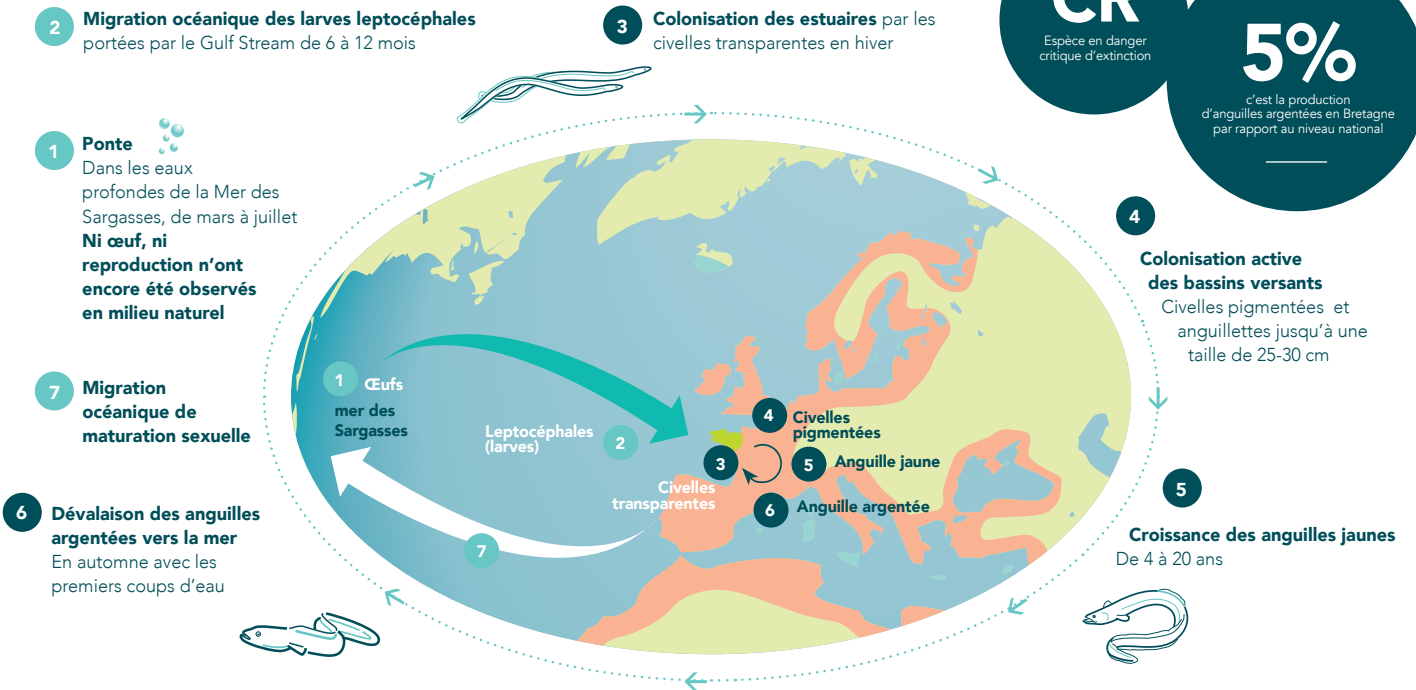 2
Migration océanique des larves leptocéphales
portées par le Gulf Stream de 6 à 12 mois
3
Colonisation des estuaires par les
civelles transparentes en hiver
CR
Espèce en danger
critique d'extinction
5%
c'est la production
d'anguilles argentées en Bretagne
par rapport au niveau national
1
Ponte
Dans les eaux
profondes de la Mer des
Sargasses, de mars à juillet
Ni œuf, ni
reproduction n'ont
encore été observés
en milieu naturel
4
Colonisation active
des bassins versants
Civelles pigmentées et
anguillettes jusqu'à une
taille de 25-30 cm
7
Migration
océanique de
maturation sexuelle
1
Œufs
mer des
Sargasses
Leptocéphales
(larves)
2
4
Civelles
pigmentées
3
Civelles
transparentes
5
Anguille jaune
6
Anguille argentée
7
5
Croissance des anguilles jaunes
De 4 à 20 ans
6
Dévalaison des anguilles
argentées vers la mer
En automne avec les
premiers coups d'eau